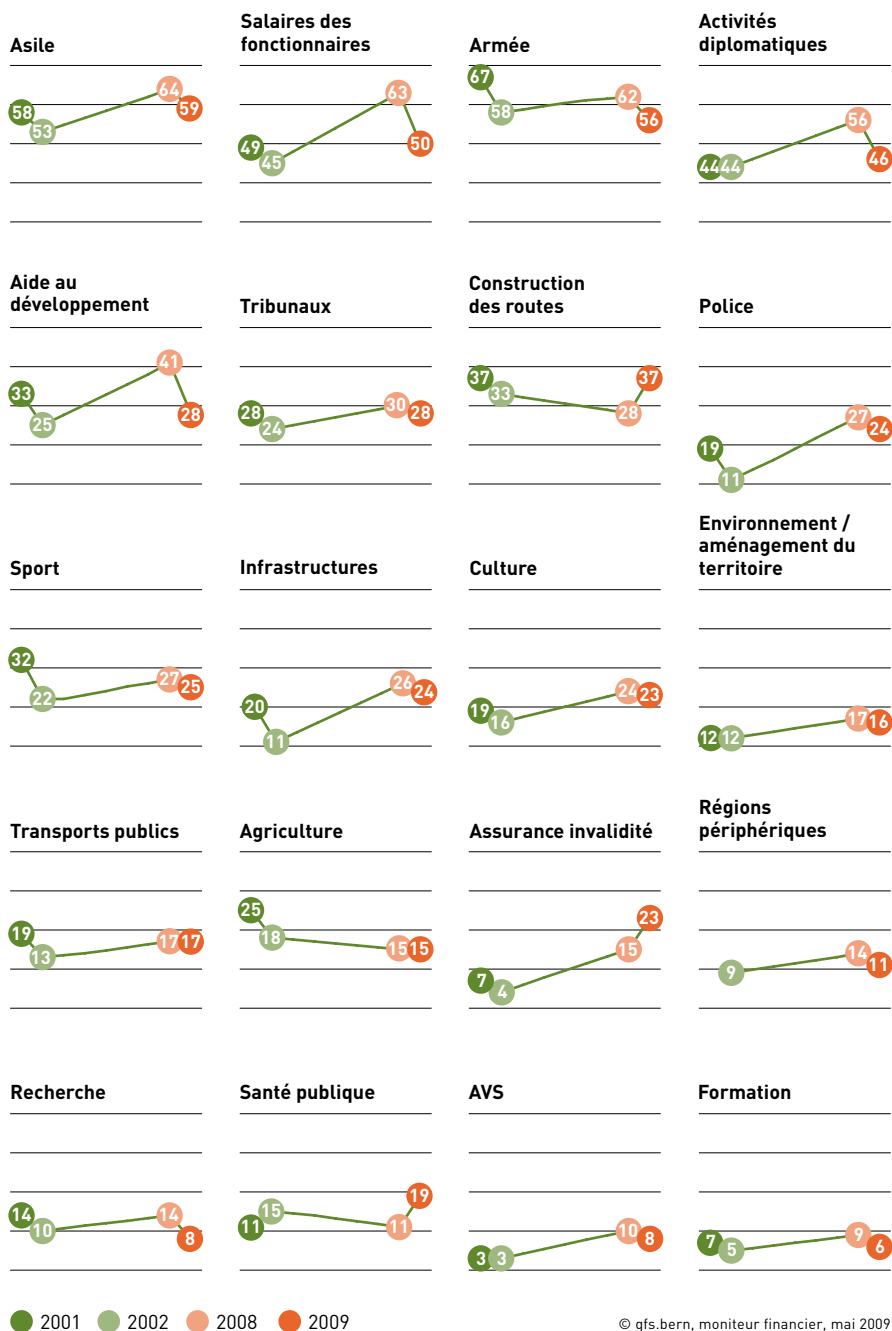 Asile
58
53
64
59
Salaires des
fonctionnaires
49
45
63
50
Armée
67
58
62
56
Activités
diplomatiques
44
44
56
46
Aide au
développement
33
25
41
28
Tribunaux
28
24
30
28
Construction
des routes
37
33
28
37
Police
19
11
27
24
Sport
32
22
27
25
Infrastructures
20
11
26
24
Culture
19
16
24
23
Environnement /
aménagement du
territoire
12
12
17
16
Transports publics
19
13
17
17
Agriculture
25
18
15
15
Assurance invalidité
7
4
15
23
Régions
périphériques
9
14
11
Recherche
14
10
14
8
Santé publique
11
15
11
19
AVS
3
3
10
8
Formation
7
5
9
6
2001 2002 2008 2009
© gfs.bern, moniteur financier, mai 2009